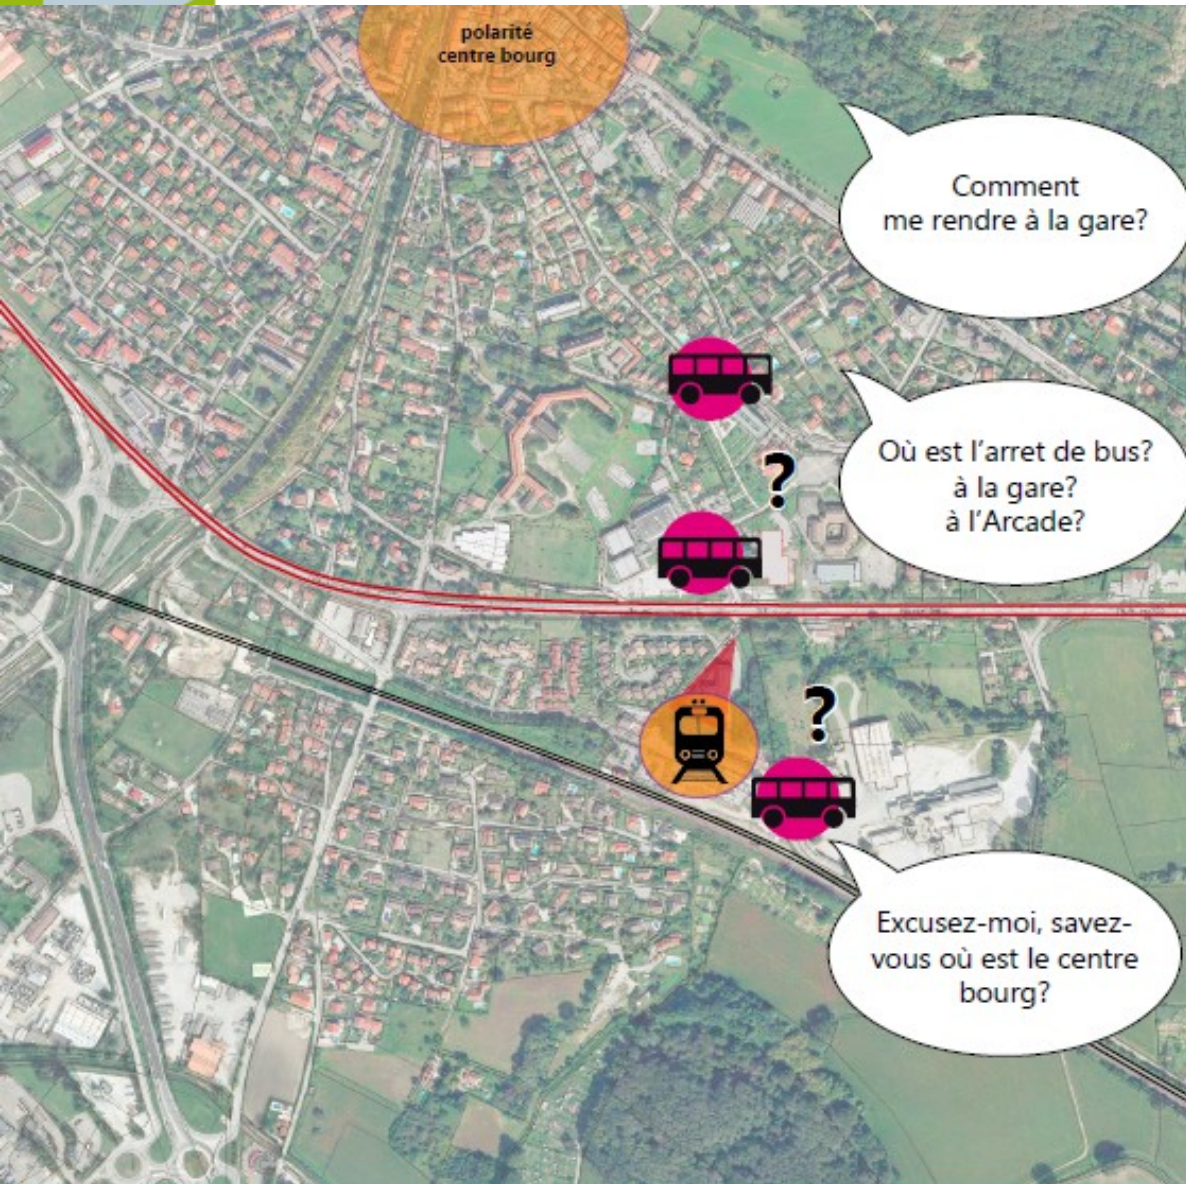 polarité
centre bourg
Comment
me rendre à la gare?
Où est l'arret de bus?
à la gare?
à l'Arcade?
?
?
Excusez-moi, savez-
vous où est le centre
bourg?